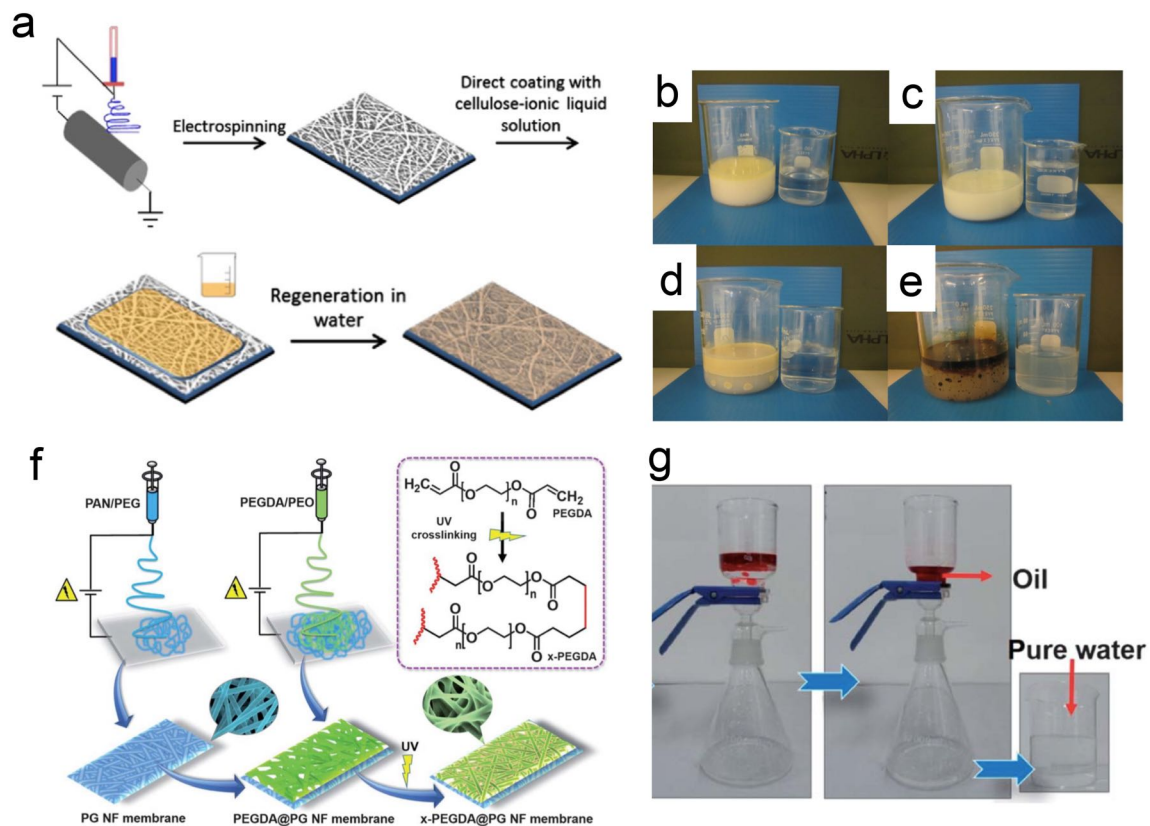 a
Electrospinning
Direct coating with
cellulose-ionic liquid
solution
Regeneration in
water
b
c
d
e
f
PAN/PEG
PEGDA/PEO
H₂C
O
O
O
n
O
O
CH₂
PEGDA
UV
crosslinking
O
O
n
O
O
O
n
O
O
O
x-PEGDA
UV
PG NF membrane
PEGDA@PG NF membrane
x-PEGDA@PG NF membrane
g
Oil
Pure water